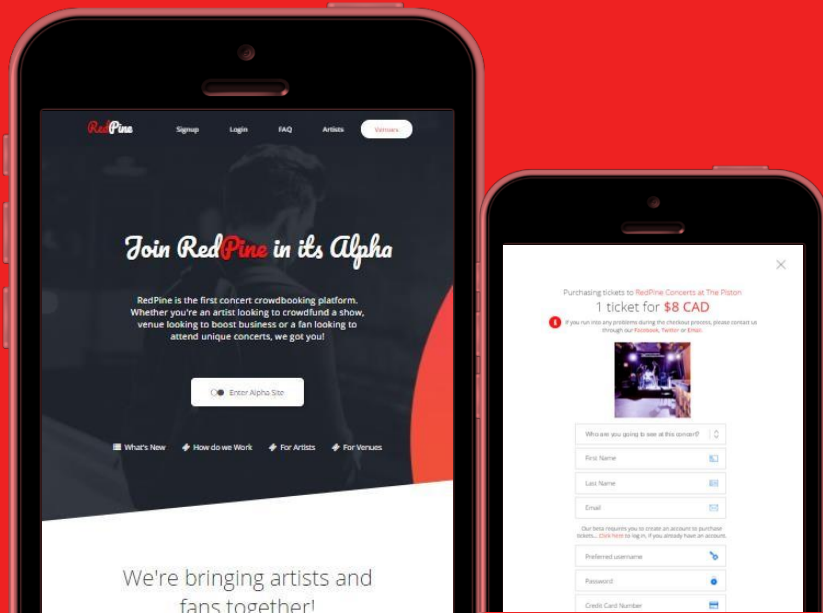 RedPine Signup Login FAQ Artists Venues
Join RedPine in its Alpha
RedPine is the first concert crowdbooking platform.
Whether you're an artist looking to crowdfund a show,
venue looking to boost business or a fan looking to
attend unique concerts, we got you!
Enter Alpha Site
What's New How do we Work For Artists For Venues
We're bringing artists and
fans together!
Purchasing tickets to RedPine Concerts at The Piston
1 ticket for $8 CAD
If you run into any problems during the checkout process, please contact us
through our Facebook, Twitter or EMail.
Who are you going to see at this concert?
First Name
Last Name
Email
Our beta requires you to create an account to purchase
tickets... Click here to log in, if you already have an account.
Preferred username
Password
Credit Card Number